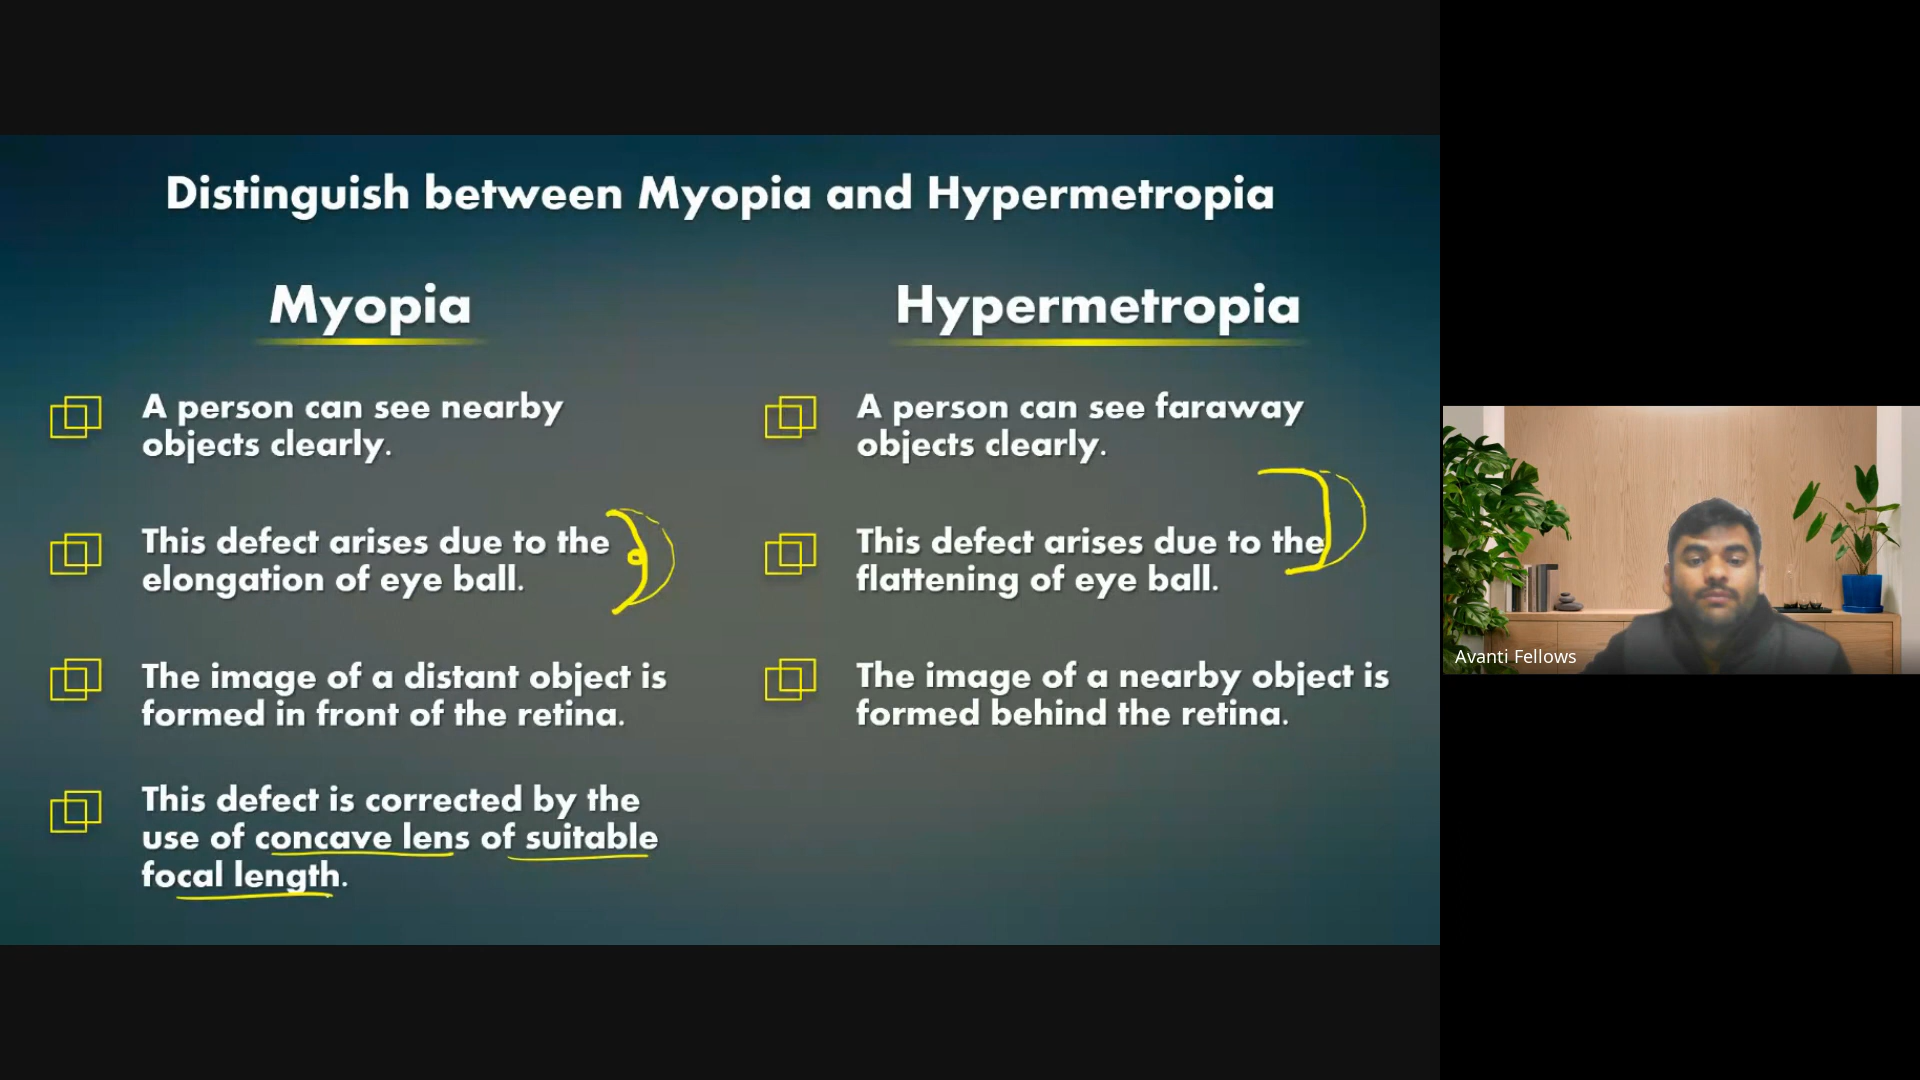 Distinguish between Myopia and Hypermetropia
Myopia
A person can see nearby
objects clearly.
This defect arises due to the
elongation of eye ball.
The image of a distant object is
formed in front of the retina.
This defect is corrected by the
use of concave lens of suitable
focal length.
Hypermetropia
A person can see faraway
objects clearly.
This defect arises due to the
flattening of eye ball.
The image of a nearby object is
formed behind the retina.
Avanti Fellows